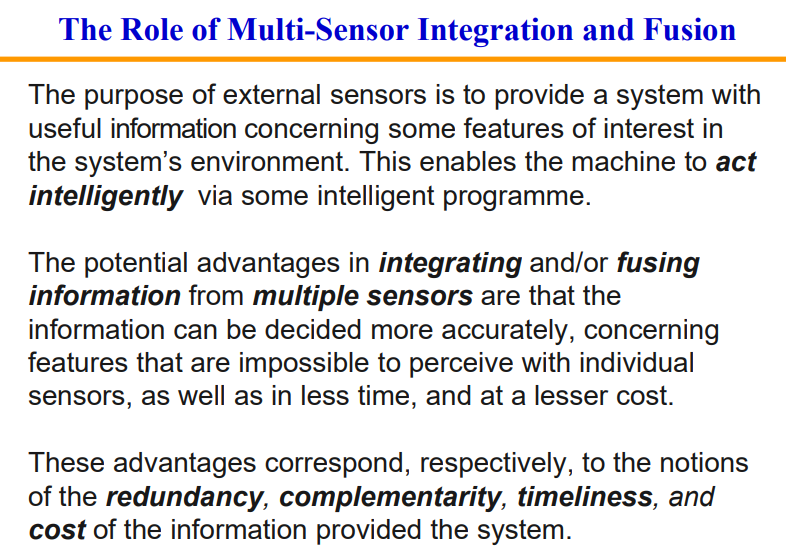 The Role of Multi-Sensor Integration and Fusion
The purpose of external sensors is to provide a system with
useful information concerning some features of interest in
the system’s environment. This enables the machine to act
intelligently via some intelligent programme.
The potential advantages in integrating and/or fusing
information from multiple sensors are that the
information can be decided more accurately, concerning
features that are impossible to perceive with individual
sensors, as well as in less time, and at a lesser cost.
These advantages correspond, respectively, to the notions
of the redundancy, complementarity, timeliness, and
cost of the information provided the system.